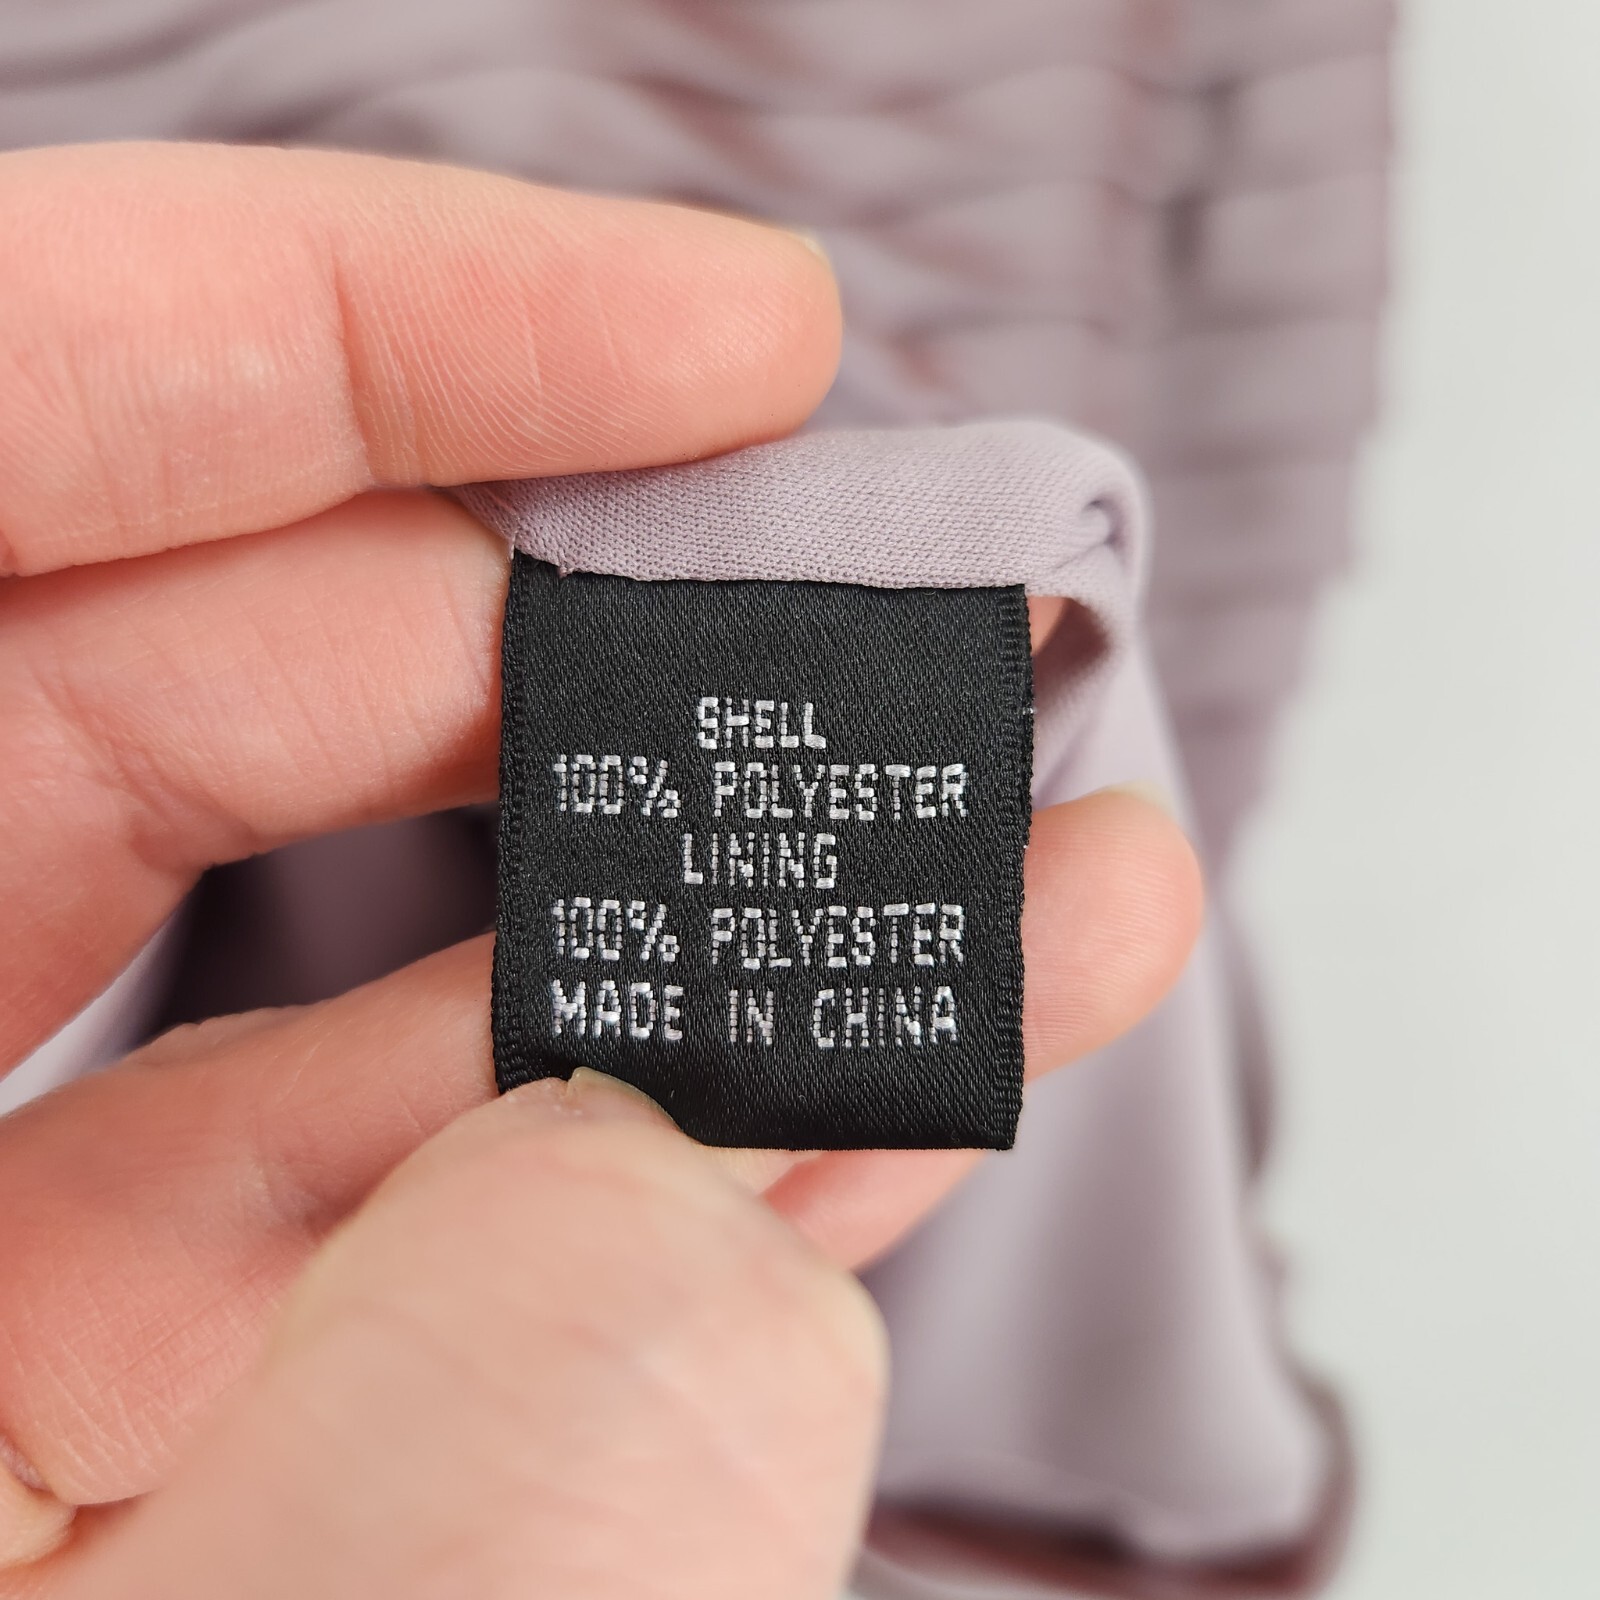 SHELL
100% POLYESTER
LINING
100% POLYESTER
MADE IN CHINA